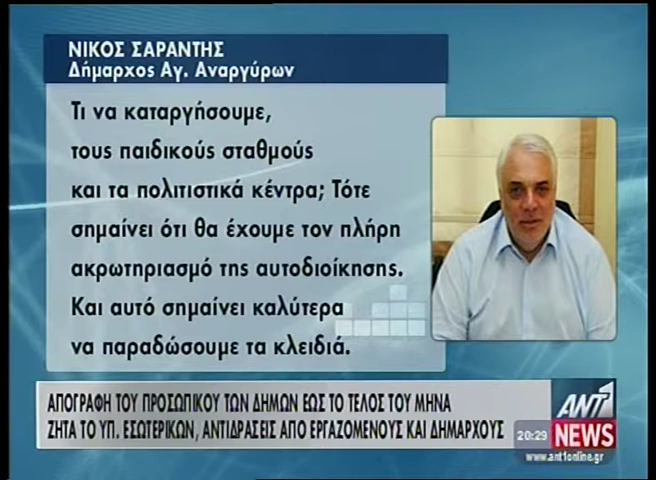 ΝΙΚΟΣ ΣΑΡΑΝΤΗΣ
Δήμαρχος Αγ. Αναργύρων
Τι να καταργήσουμε,
τους παιδικούς σταθμούς
και τα πολιτιστικά κέντρα; Τότε
σημαίνει ότι θα έχουμε τον πλήρη
ακρωτηριασμό της αυτοδιοίκησης.
Και αυτό σημαίνει καλύτερα
να παραδώσουμε τα κλειδιά.
ΑΠΟΓΡΑΦΗ ΤΟΥ ΠΡΟΣΩΠΙΚΟΥ ΤΩΝ ΔΗΜΩΝ ΕΩΣ ΤΟ ΤΕΛΟΣ ΤΟΥ ΜΗΝΑ
ΖΗΤΑ ΤΟ ΥΠ. ΕΣΩΤΕΡΙΚΩΝ, ΑΝΤΙΔΡΑΣΕΙΣ ΑΠΟ ΕΡΓΑΖΟΜΕΝΟΥΣ ΚΑΙ ΔΗΜΑΡΧΟΥΣ
ANT1
20:29 NEWS
www.ant1online.gr